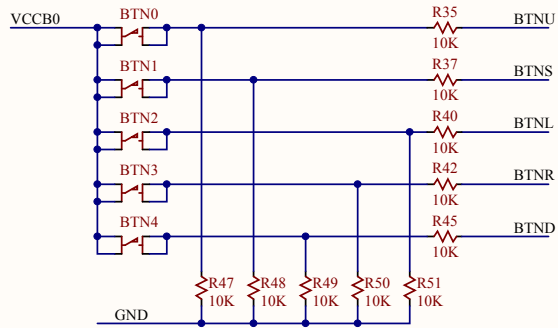 VCCB0
BTN0
R35
10K
BTNU
BTN1
R37
10K
BTNS
BTN2
R40
10K
BTNL
BTN3
R42
10K
BTNR
BTN4
R45
10K
BTND
R47
10K
R48
10K
R49
10K
R50
10K
R51
10K
GND